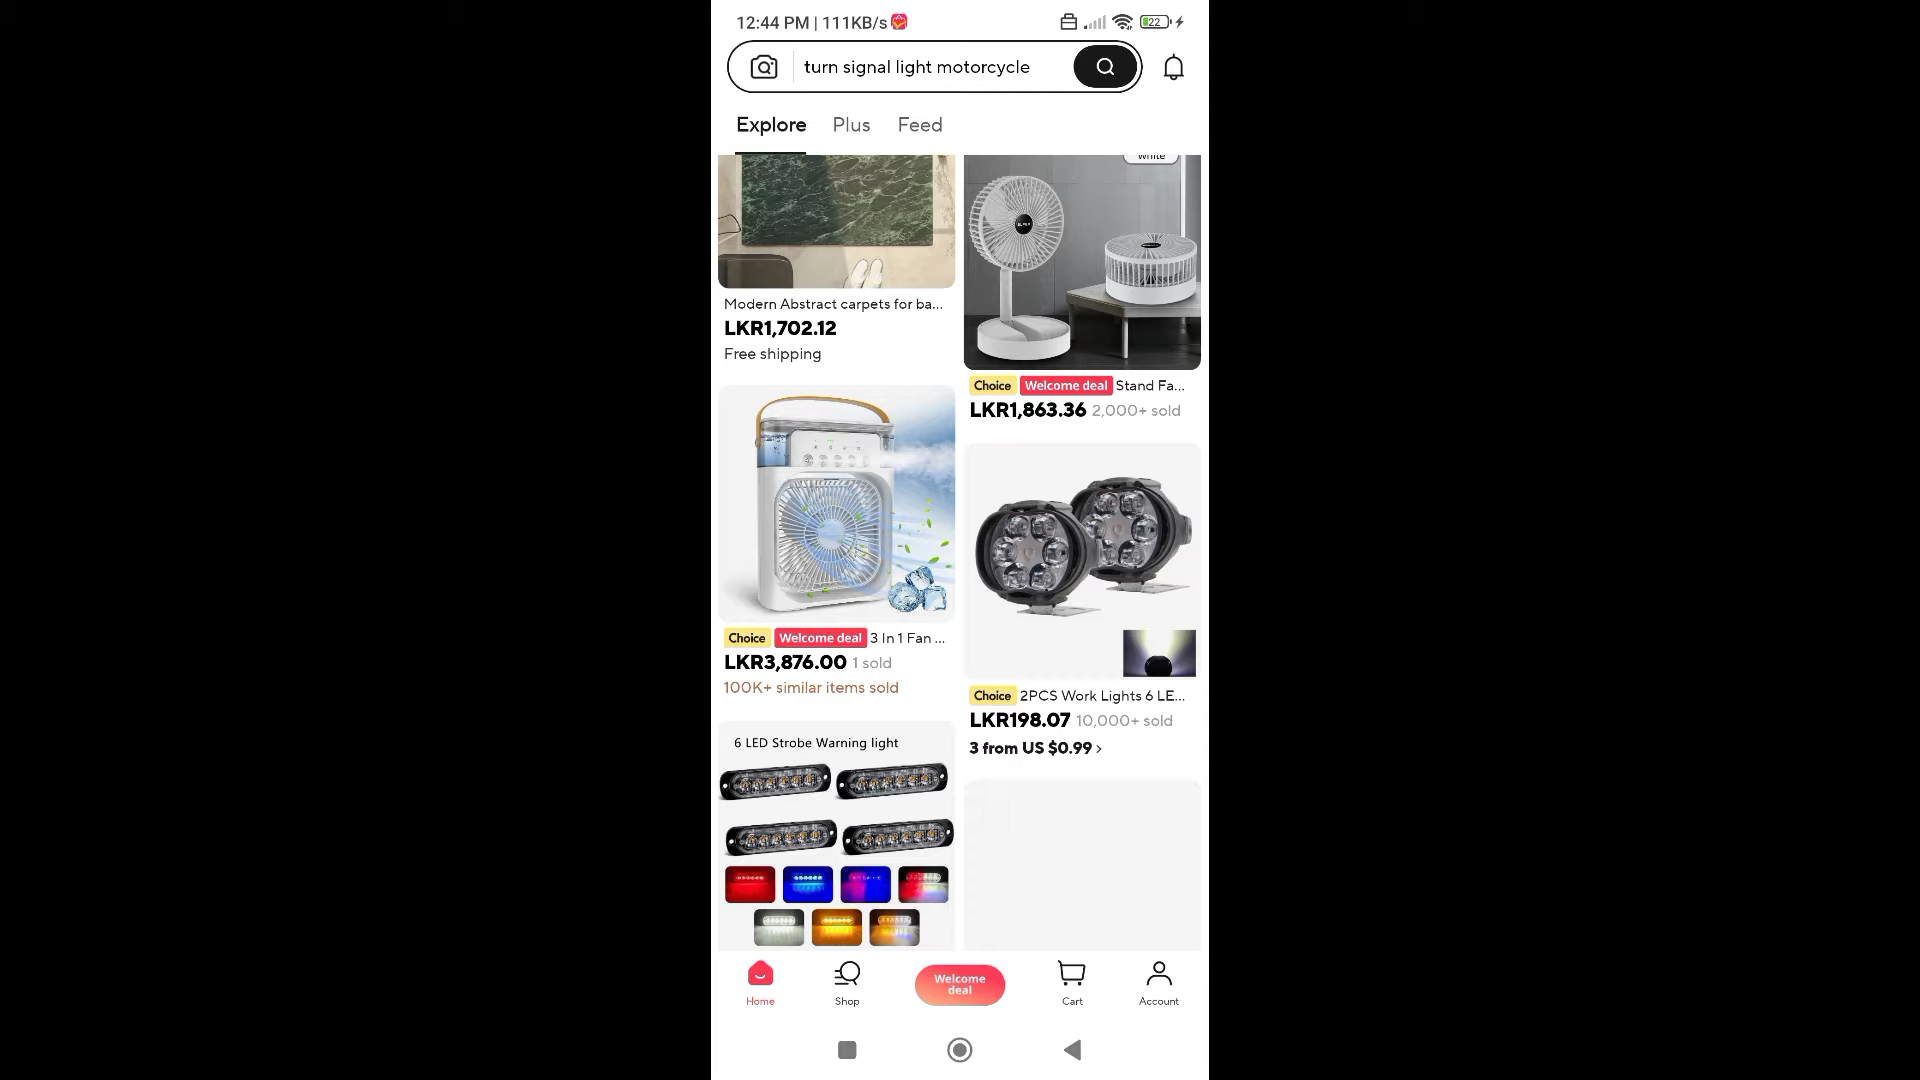 12:44 PM | 111KB/s
22
turn signal light motorcycle
Explore
Plus
Feed
Modern Abstract carpets for ba...
LKR1,702.12
Free shipping
White
Choice Welcome deal Stand Fa...
LKR1,863.36 2,000+ sold
Choice Welcome deal 3 In 1 Fan ...
LKR3,876.00 1 sold
100K+ similar items sold
Choice 2PCS Work Lights 6 LE...
LKR198.07 10,000+ sold
3 from US $0.99 ›
6 LED Strobe Warning light
Home
Shop
Welcome
deal
Cart
Account